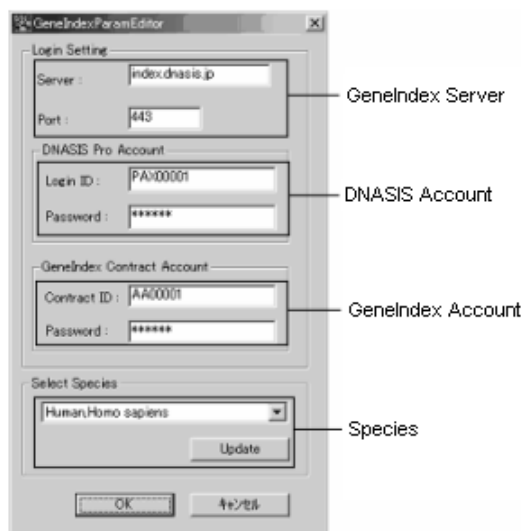 GeneIndexParamEditor
Login Setting
Server : index.dnasis.jp
GeneIndex Server
Port : 443
DNASIS Pro Account
Login ID : PAX00001
DNASIS Account
Password : ******
GeneIndex Contract Account
Contract ID : AA00001
GeneIndex Account
Password : ******
Select Species
Human,Homo sapiens
Species
Update
OK キャンセル